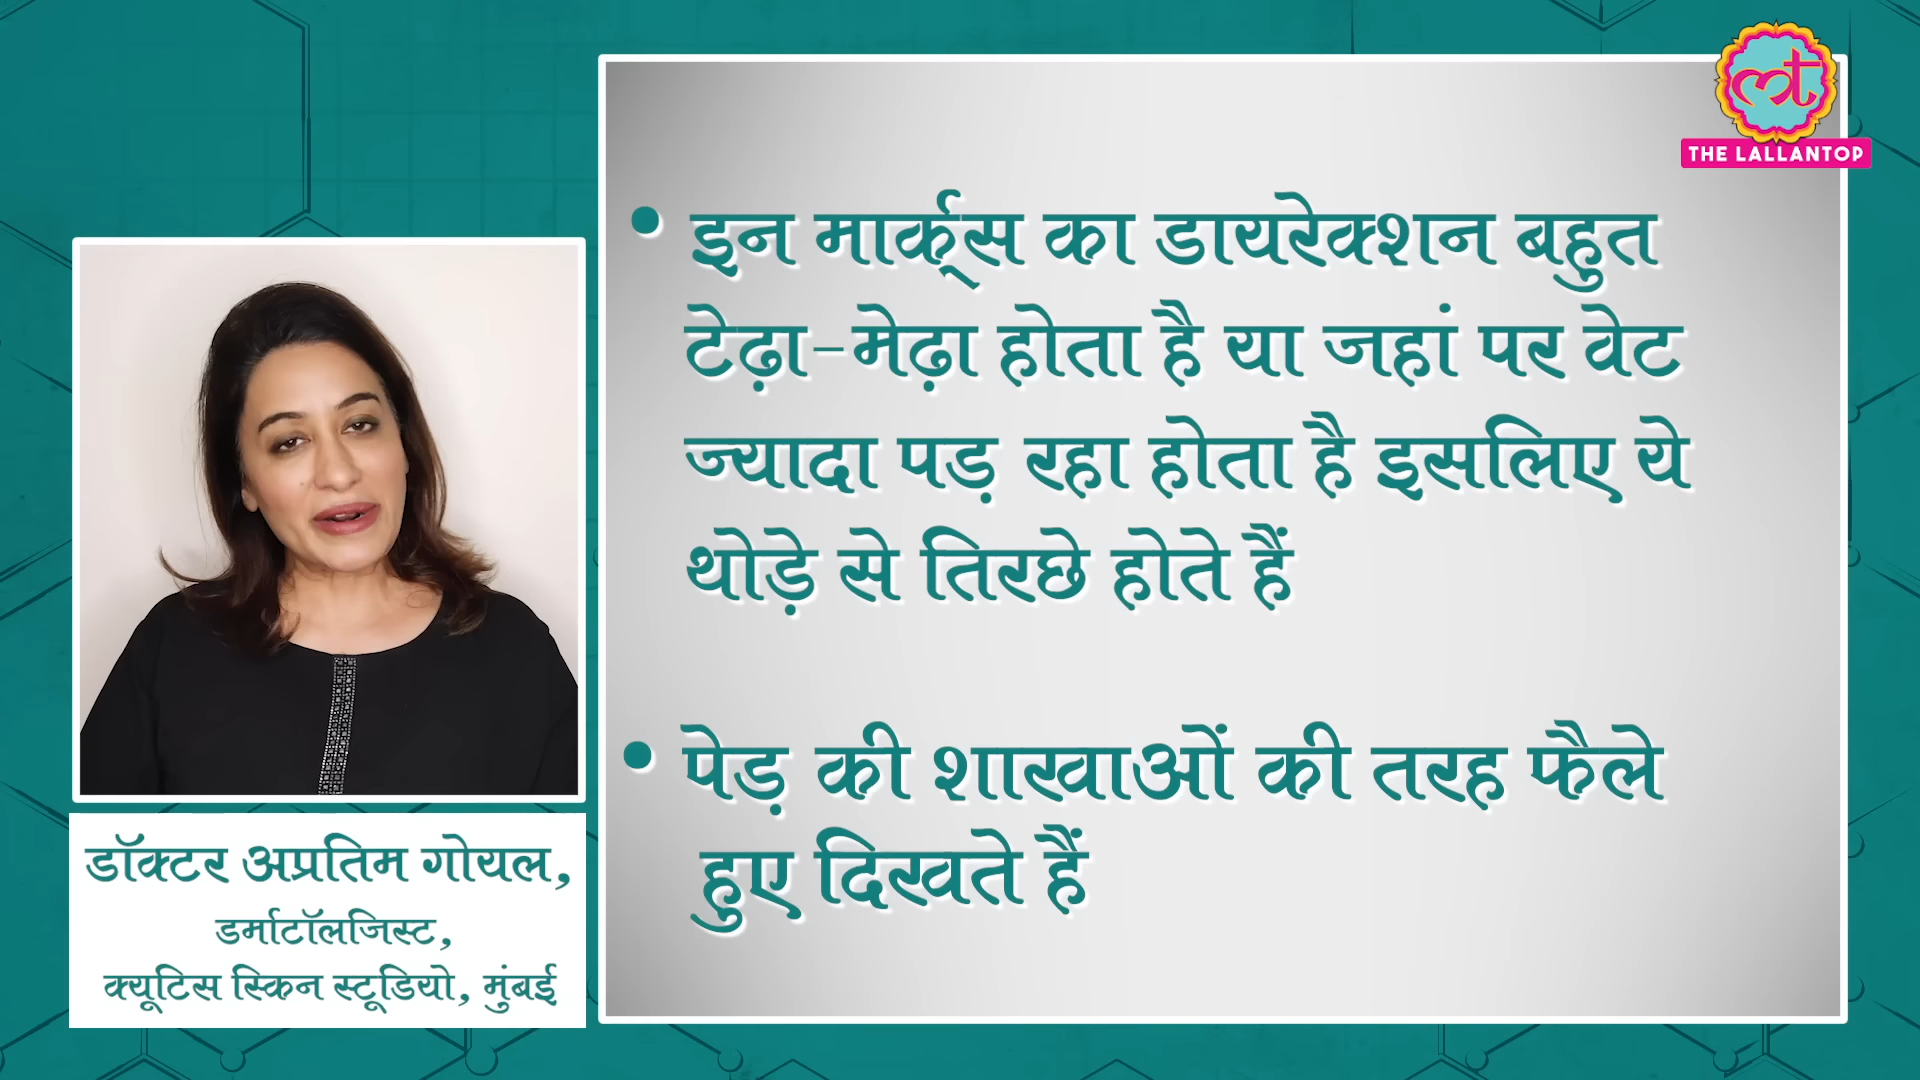 THE LALLANTOP
• इन मार्क्स का डायरेक्शन बहुत
टेढ़ा-मेढ़ा होता है या जहां पर वेट
ज्यादा पड़ रहा होता है इसलिए ये
थोड़े से तिरछे होते हैं
• पेड़ की शाखाओं की तरह फैले
हुए दिखते हैं
डॉक्टर अप्रतिम गोयल,
डर्माटॉलजिस्ट,
क्यूटिस स्किन स्टूडियो, मुंबई